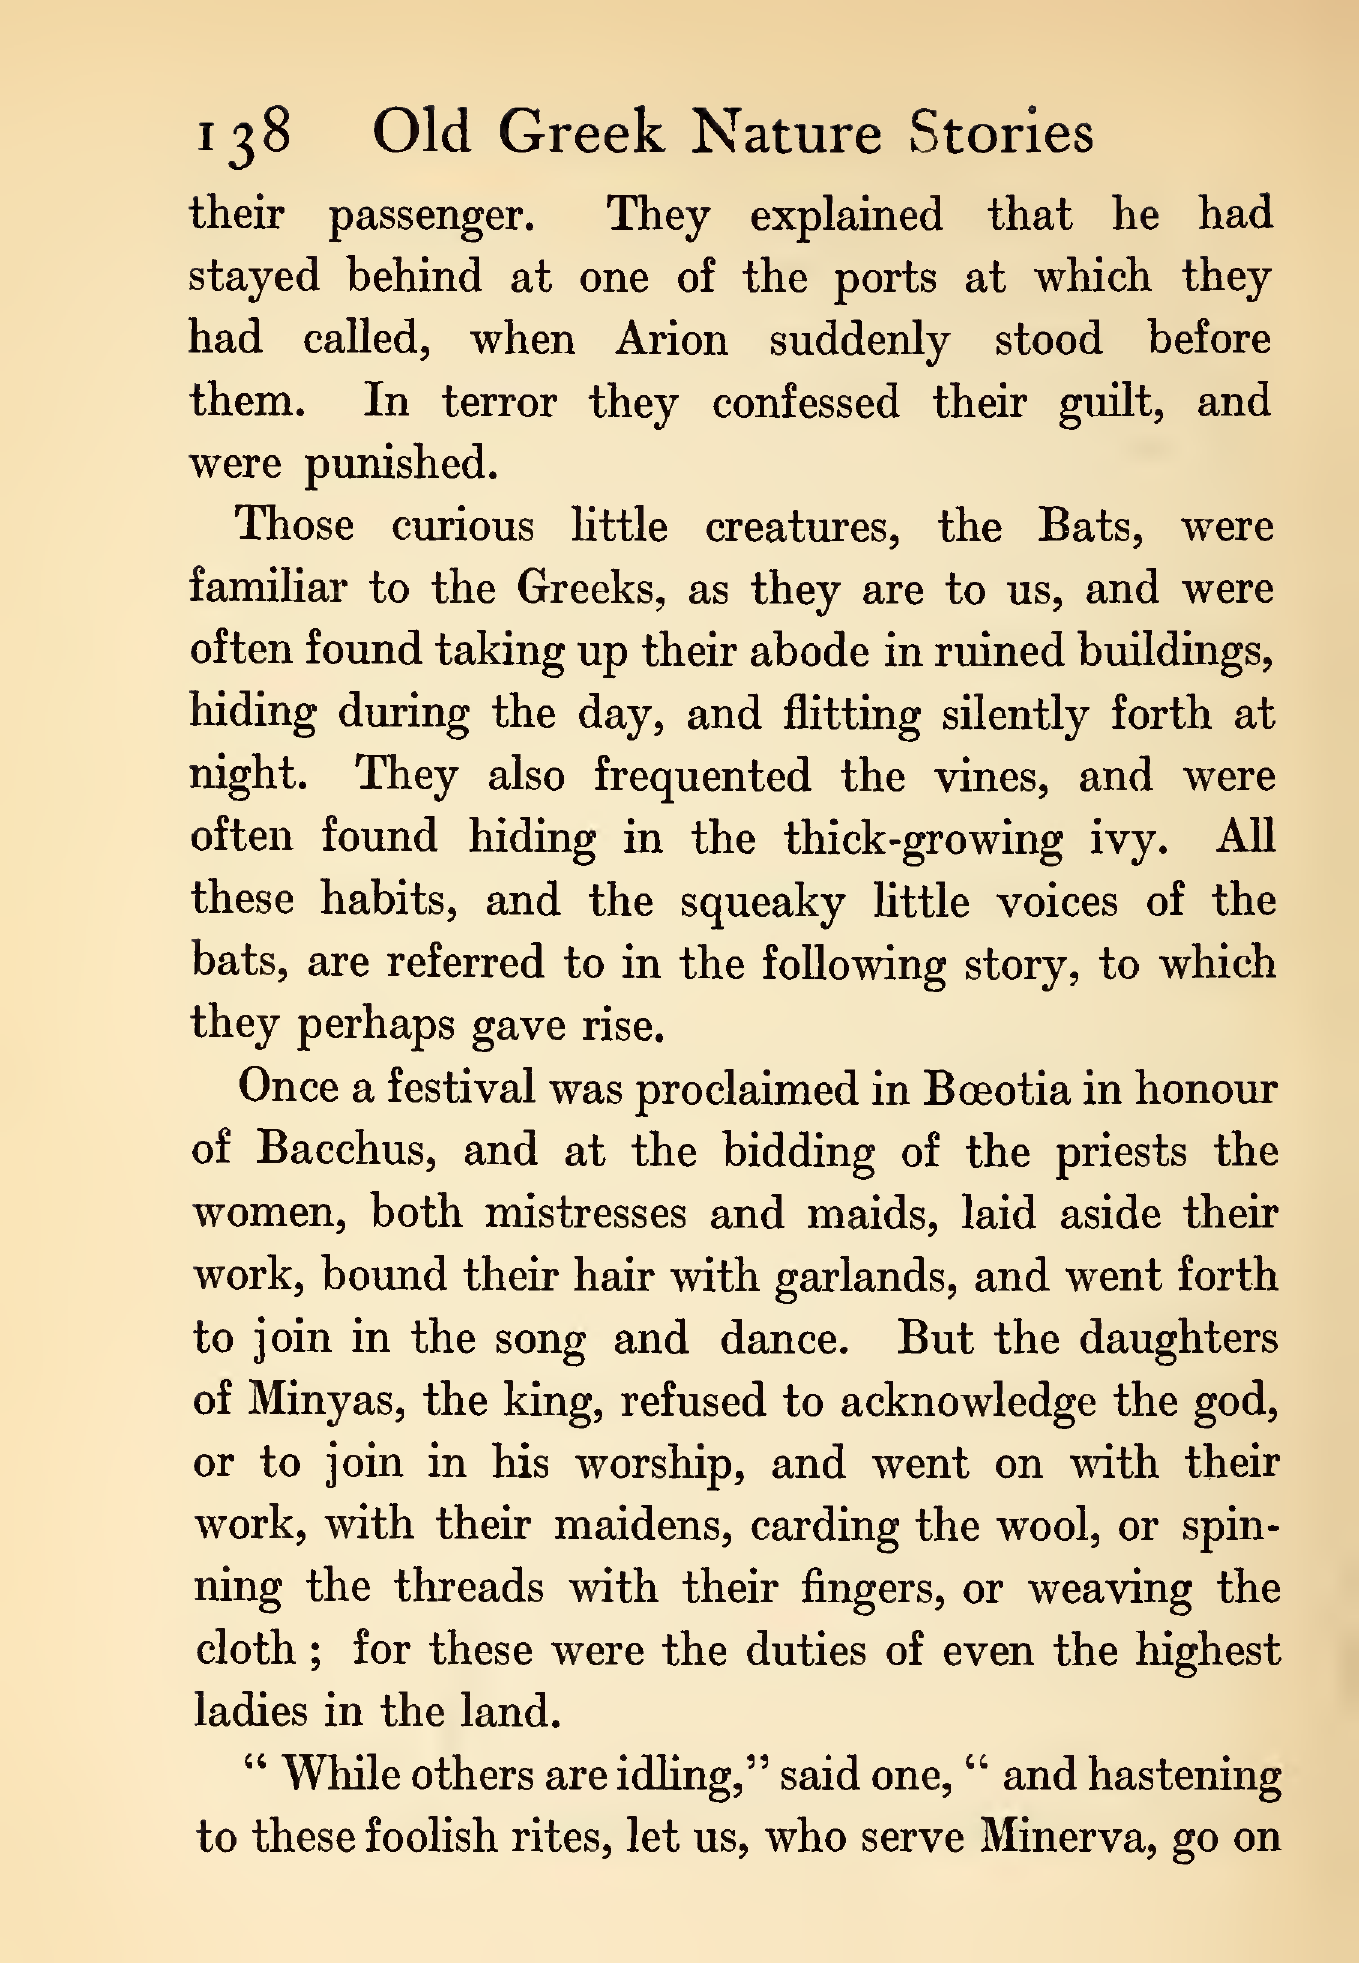 138 Old Greek Nature Stories
their passenger. They explained that he had
stayed behind at one of the ports at which they
had called, when Arion suddenly stood before
them. In terror they confessed their guilt, and
were punished.
Those curious little creatures, the Bats, were
familiar to the Greeks, as they are to us, and were
often found taking up their abode in ruined buildings,
hiding during the day, and flitting silently forth at
night. They also frequented the vines, and were
often found hiding in the thick-growing ivy. All
these habits, and the squeaky little voices of the
bats, are referred to in the following story, to which
they perhaps gave rise.
Once a festival was proclaimed in Bœotia in honour
of Bacchus, and at the bidding of the priests the
women, both mistresses and maids, laid aside their
work, bound their hair with garlands, and went forth
to join in the song and dance. But the daughters
of Minyas, the king, refused to acknowledge the god,
or to join in his worship, and went on with their
work, with their maidens, carding the wool, or spin-
ning the threads with their fingers, or weaving the
cloth ; for these were the duties of even the highest
ladies in the land.
“ While others are idling,” said one, “ and hastening
to these foolish rites, let us, who serve Minerva, go on